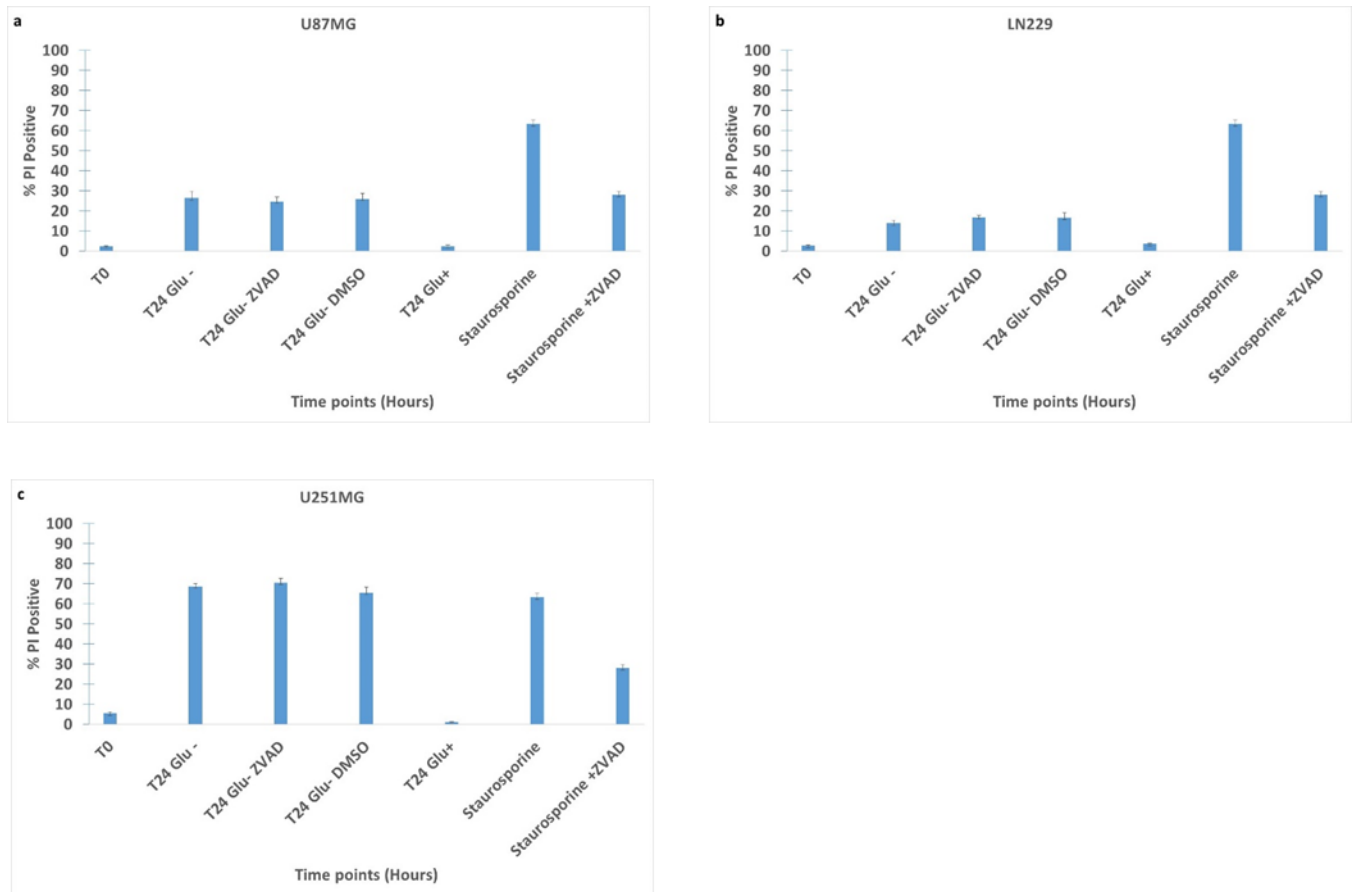 a
U87MG
100
90
80
70
60
50
40
30
20
10
0
% PI Positive
T0
T24 Glu -
T24 Glu- ZVAD
T24 Glu- DMSO
T24 Glu+
Staurosporine
Staurosporine +ZVAD
Time points (Hours)
b
LN229
100
90
80
70
60
50
40
30
20
10
0
% PI Positive
T0
T24 Glu -
T24 Glu- ZVAD
T24 Glu- DMSO
T24 Glu+
Staurosporine
Staurosporine +ZVAD
Time points (Hours)
c
U251MG
100
90
80
70
60
50
40
30
20
10
0
% PI Positive
T0
T24 Glu -
T24 Glu- ZVAD
T24 Glu- DMSO
T24 Glu+
Staurosporine
Staurosporine +ZVAD
Time points (Hours)